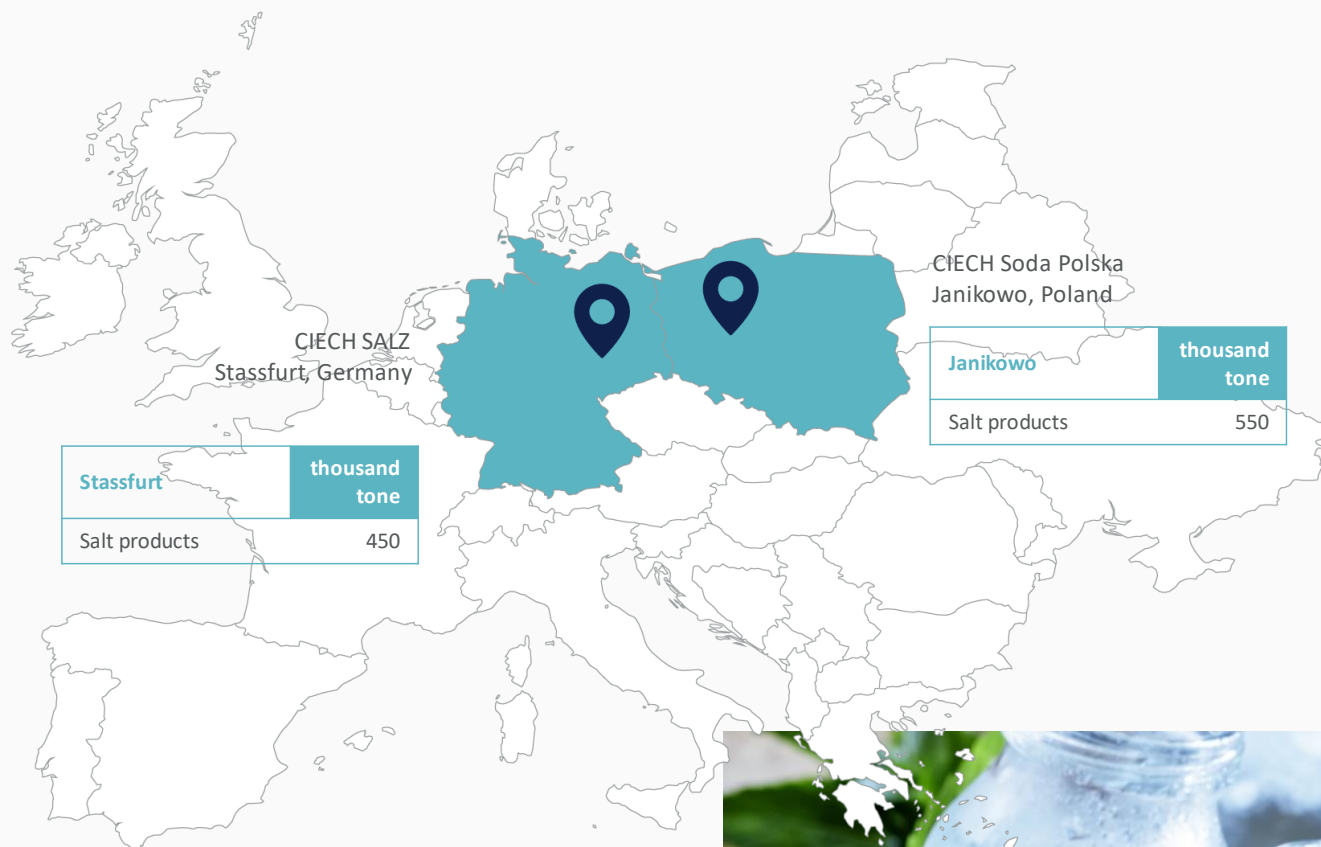 CIECH Soda Polska
Janikowo, Poland
Janikowo
thousand
tone
Salt products 550
CIECH SALZ
Stassfurt, Germany
Stassfurt
thousand
tone
Salt products 450